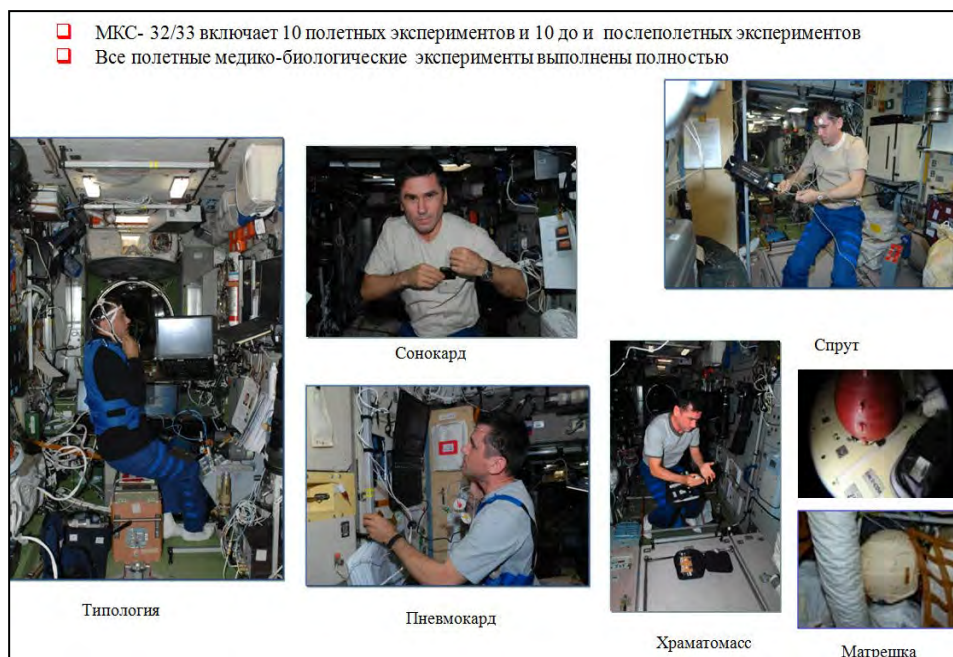 МКС- 32/33 включает 10 полетных экспериментов и 10 до и послеполетных экспериментов
Все полетные медико-биологические эксперименты выполнены полностью
Сонокард
Спрут
Типология
Пневмокард
Храматомасс
Матрешка